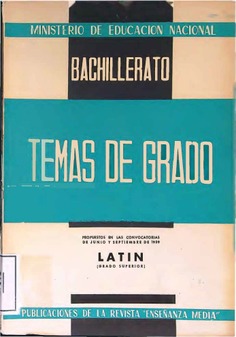 MINISTERIO DE EDUCACION NACIONAL
BACHILLERATO
TEMAS DE GRADO
PROPUESTOS EN LAS CONVOCATORIAS
DE JUNIO Y SEPTIEMBRE DE 1959
LATIN
(GRADO SUPERIOR)
PUBLICACIONES DE LA REVISTA "ENSEÑANZA MEDIA"